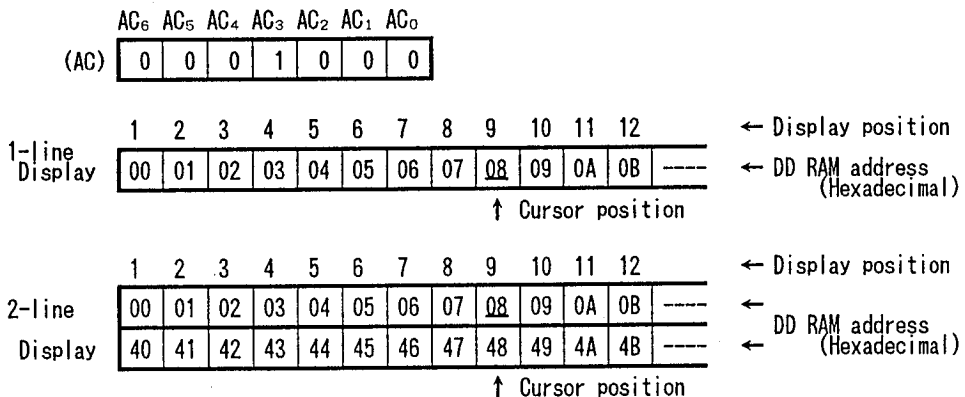 AC₆ AC₅ AC₄ AC₃ AC₂ AC₁ AC₀
(AC) 0 0 0 1 0 0 0
1 2 3 4 5 6 7 8 9 10 11 12 ← Display position
1-line Display 00 01 02 03 04 05 06 07 08 09 0A 0B ---- ← DD RAM address (Hexadecimal)
↑ Cursor position
1 2 3 4 5 6 7 8 9 10 11 12 ← Display position
2-line Display 00 01 02 03 04 05 06 07 08 09 0A 0B ---- ← DD RAM address (Hexadecimal)
40 41 42 43 44 45 46 47 48 49 4A 4B ---- ←
↑ Cursor position